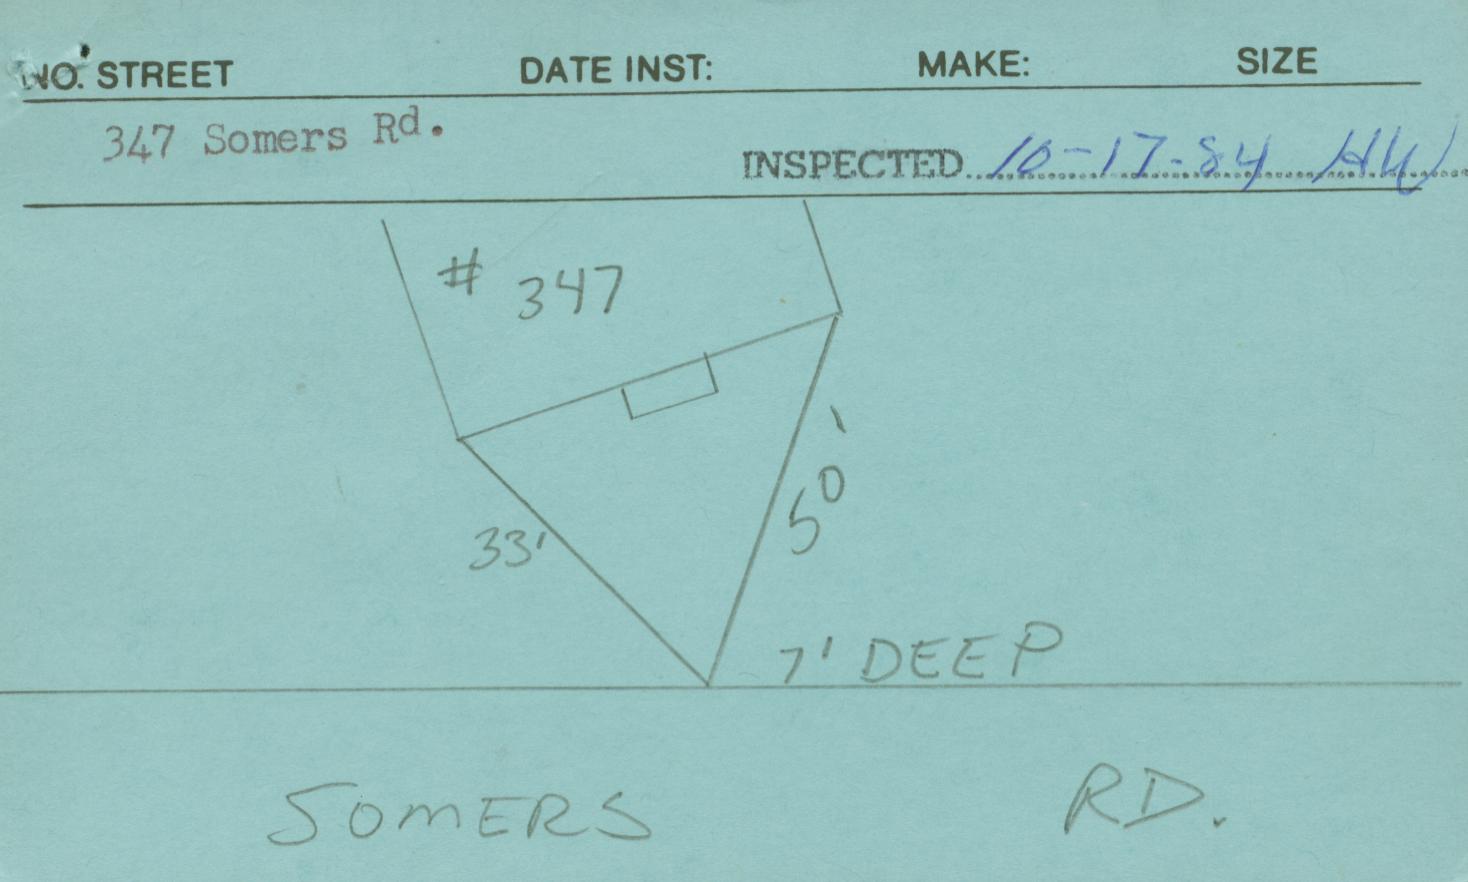 NO. STREET DATE INST: MAKE: SIZE
347 Somers Rd.
INSPECTED 10-17-84 HW
# 347
50'
33'
7' DEEP
SOMERS RD.